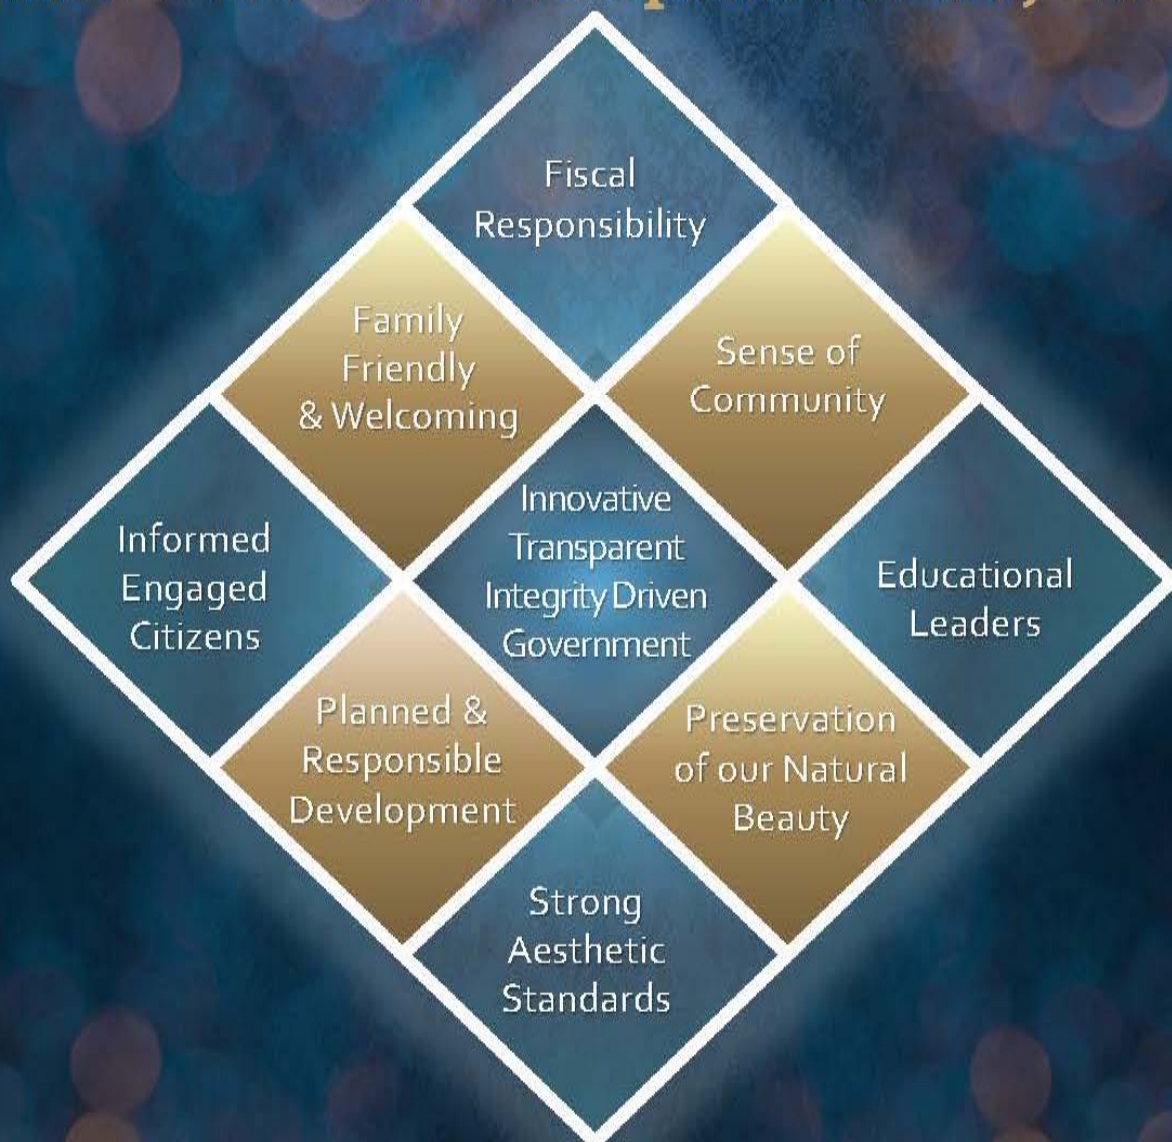 Fiscal
Responsibility
Family
Friendly
& Welcoming
Sense of
Community
Informed
Engaged
Citizens
Innovative
Transparent
Integrity Driven
Government
Educational
Leaders
Planned &
Responsible
Development
Preservation
of our Natural
Beauty
Strong
Aesthetic
Standards